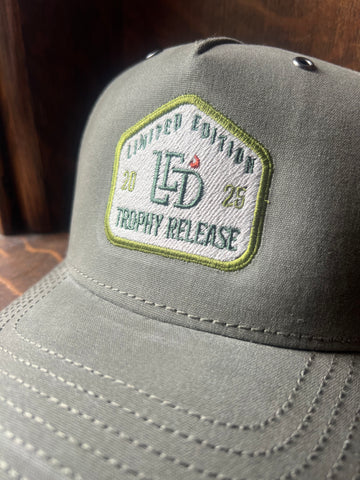 LIMITED EDITION
20 LED 25
TROPHY RELEASE